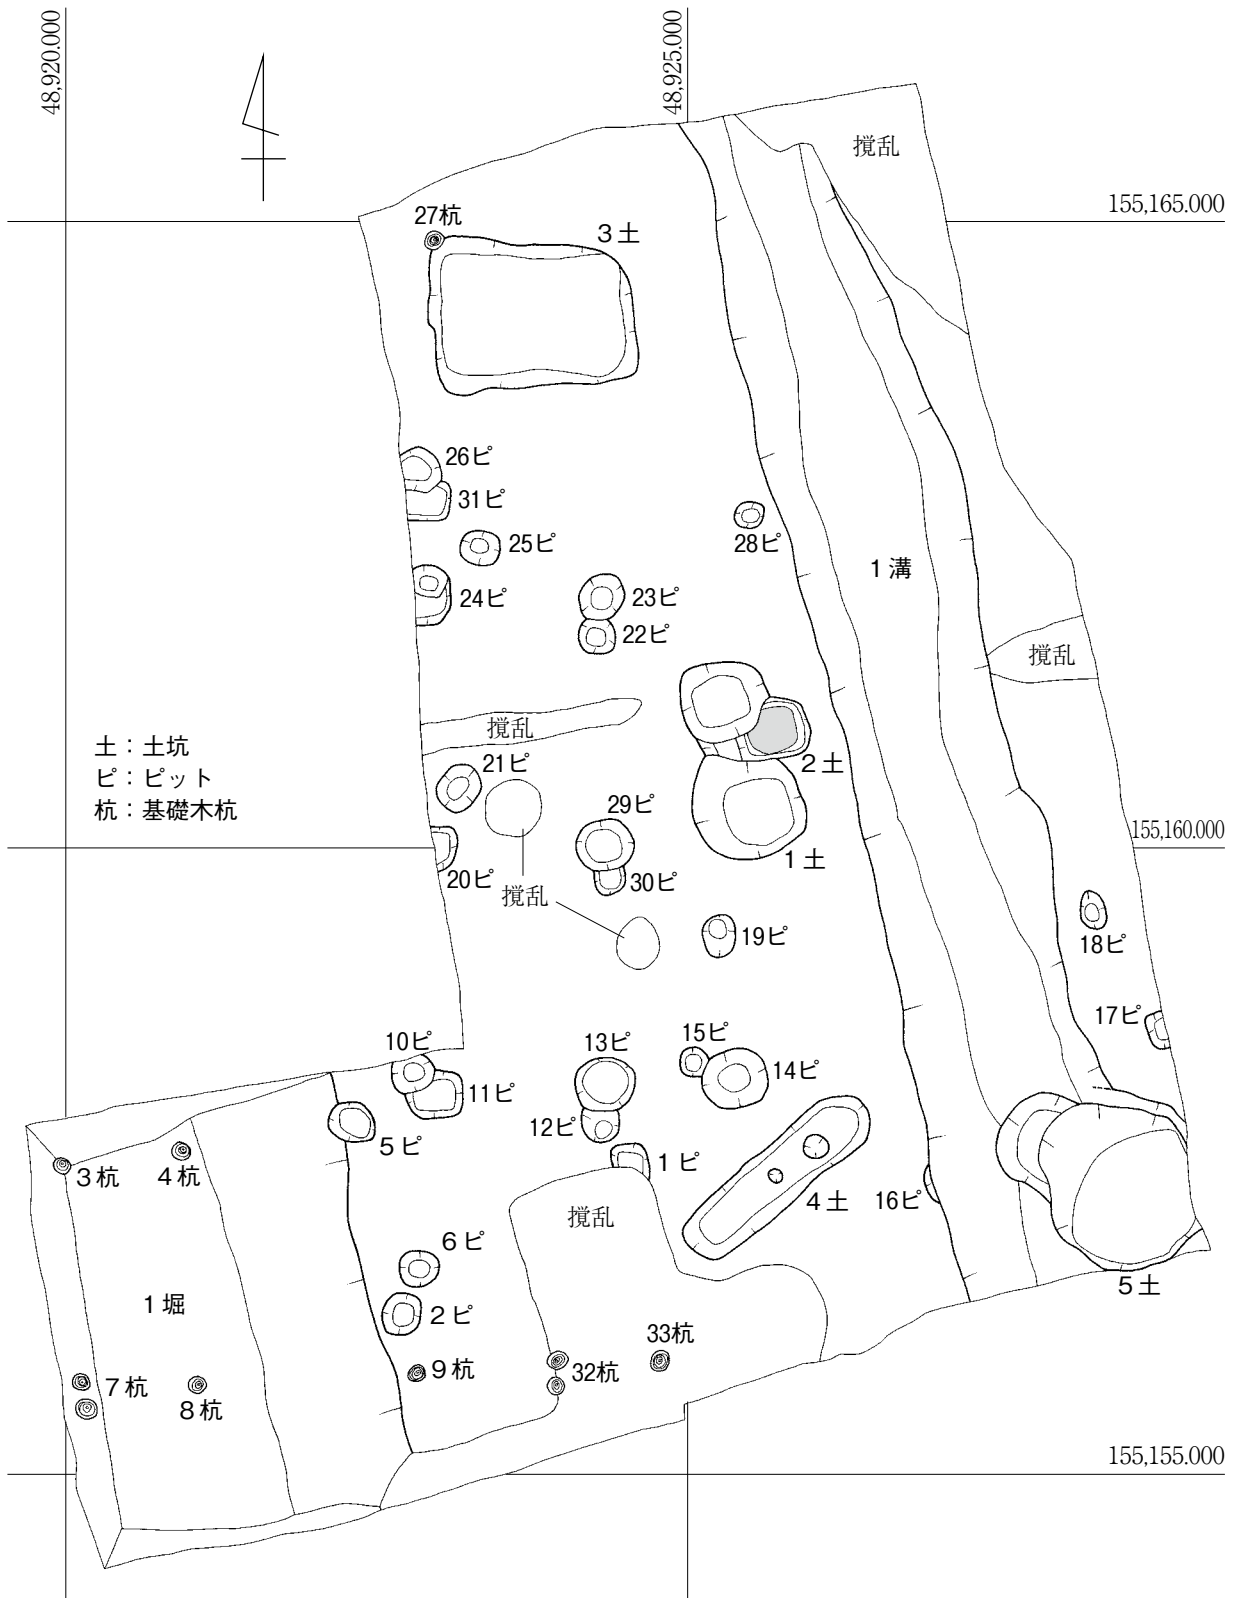 48,920.000
48,925.000
撹乱
155,165.000
27杭
3土
26ピ
31ピ
25ピ
28ピ
1溝
24ピ
23ピ
22ピ
撹乱
撹乱
土：土坑
ピ：ピット
杭：基礎木杭
21ピ
2土
29ピ
155,160.000
1土
20ピ
30ピ
撹乱
19ピ
18ピ
17ピ
10ピ
13ピ
15ピ
14ピ
11ピ
12ピ
5ピ
1ピ
3杭
4杭
4土
16ピ
撹乱
6ピ
5土
1堀
2ピ
33杭
9杭
32杭
7杭
8杭
155,155.000